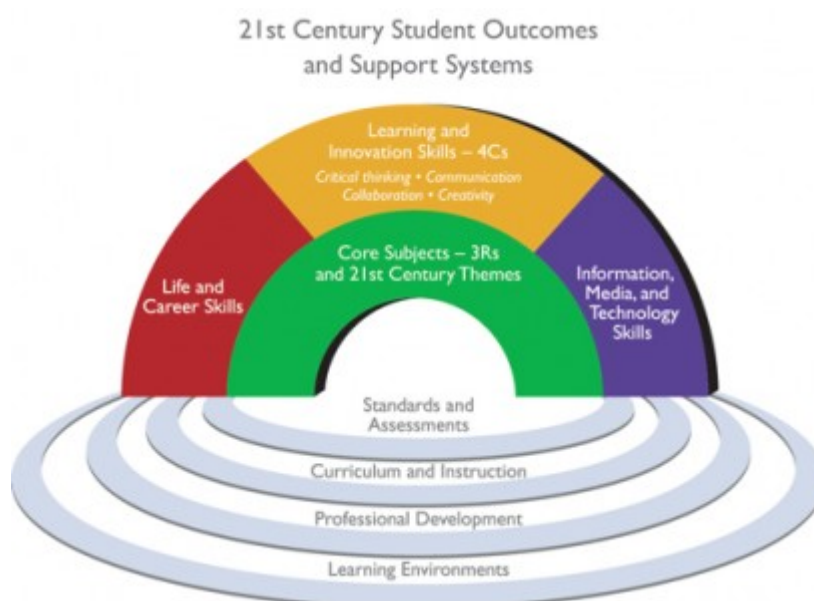 21st Century Student Outcomes
and Support Systems
Learning and
Innovation Skills – 4Cs
Critical thinking • Communication
Collaboration • Creativity
Core Subjects – 3Rs
and 21st Century Themes
Life and
Career Skills
Information,
Media, and
Technology
Skills
Standards and
Assessments
Curriculum and Instruction
Professional Development
Learning Environments